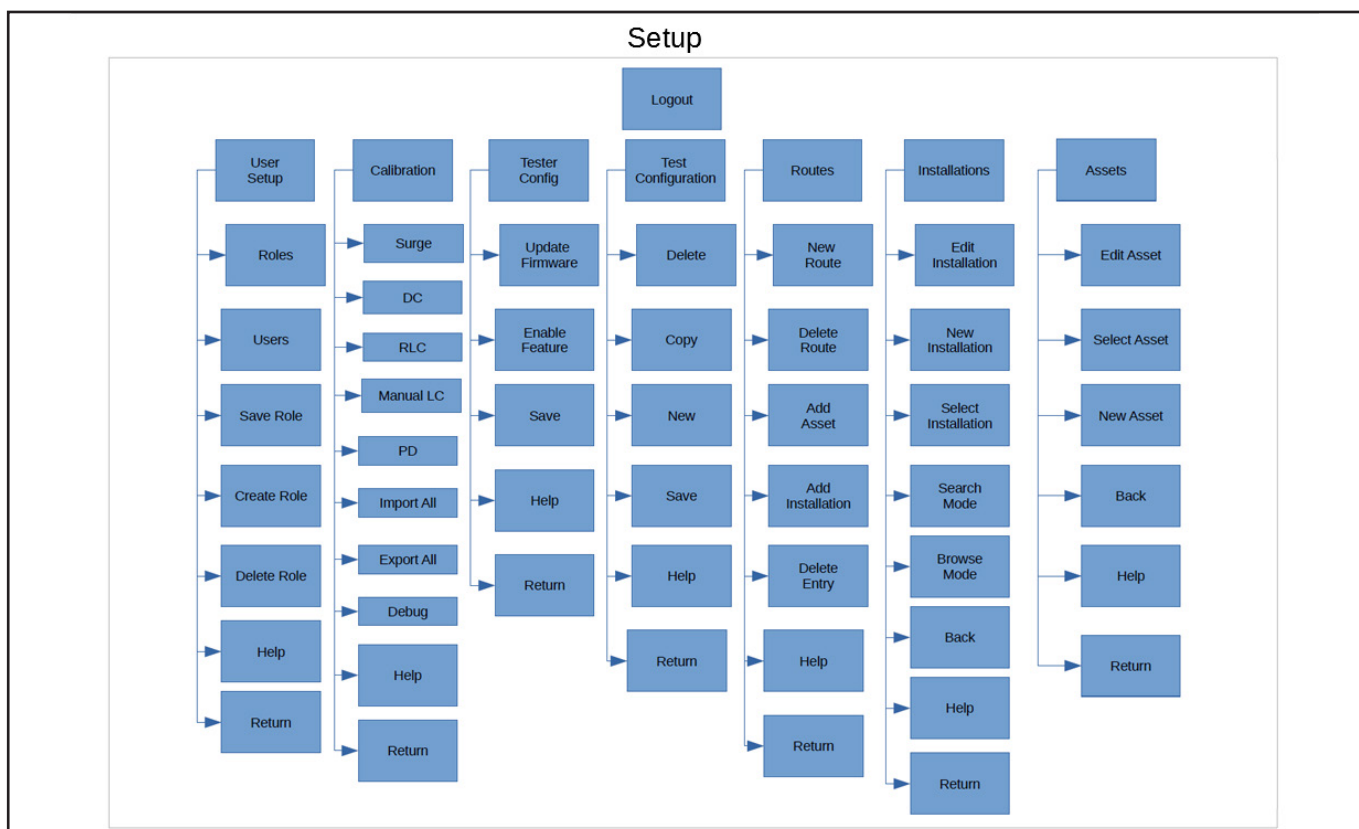 Setup
Logout
User
Setup
Roles
Users
Save Role
Create Role
Delete Role
Help
Return
Calibration
Surge
DC
RLC
Manual LC
PD
Import All
Export All
Debug
Help
Return
Tester
Config
Update
Firmware
Enable
Feature
Save
Help
Return
Test
Configuration
Delete
Copy
New
Save
Help
Return
Routes
New
Route
Delete
Route
Add
Asset
Add
Installation
Delete
Entry
Help
Return
Installations
Edit
Installation
New
Installation
Select
Installation
Search
Mode
Browse
Mode
Back
Help
Return
Assets
Edit Asset
Select Asset
New Asset
Back
Help
Return